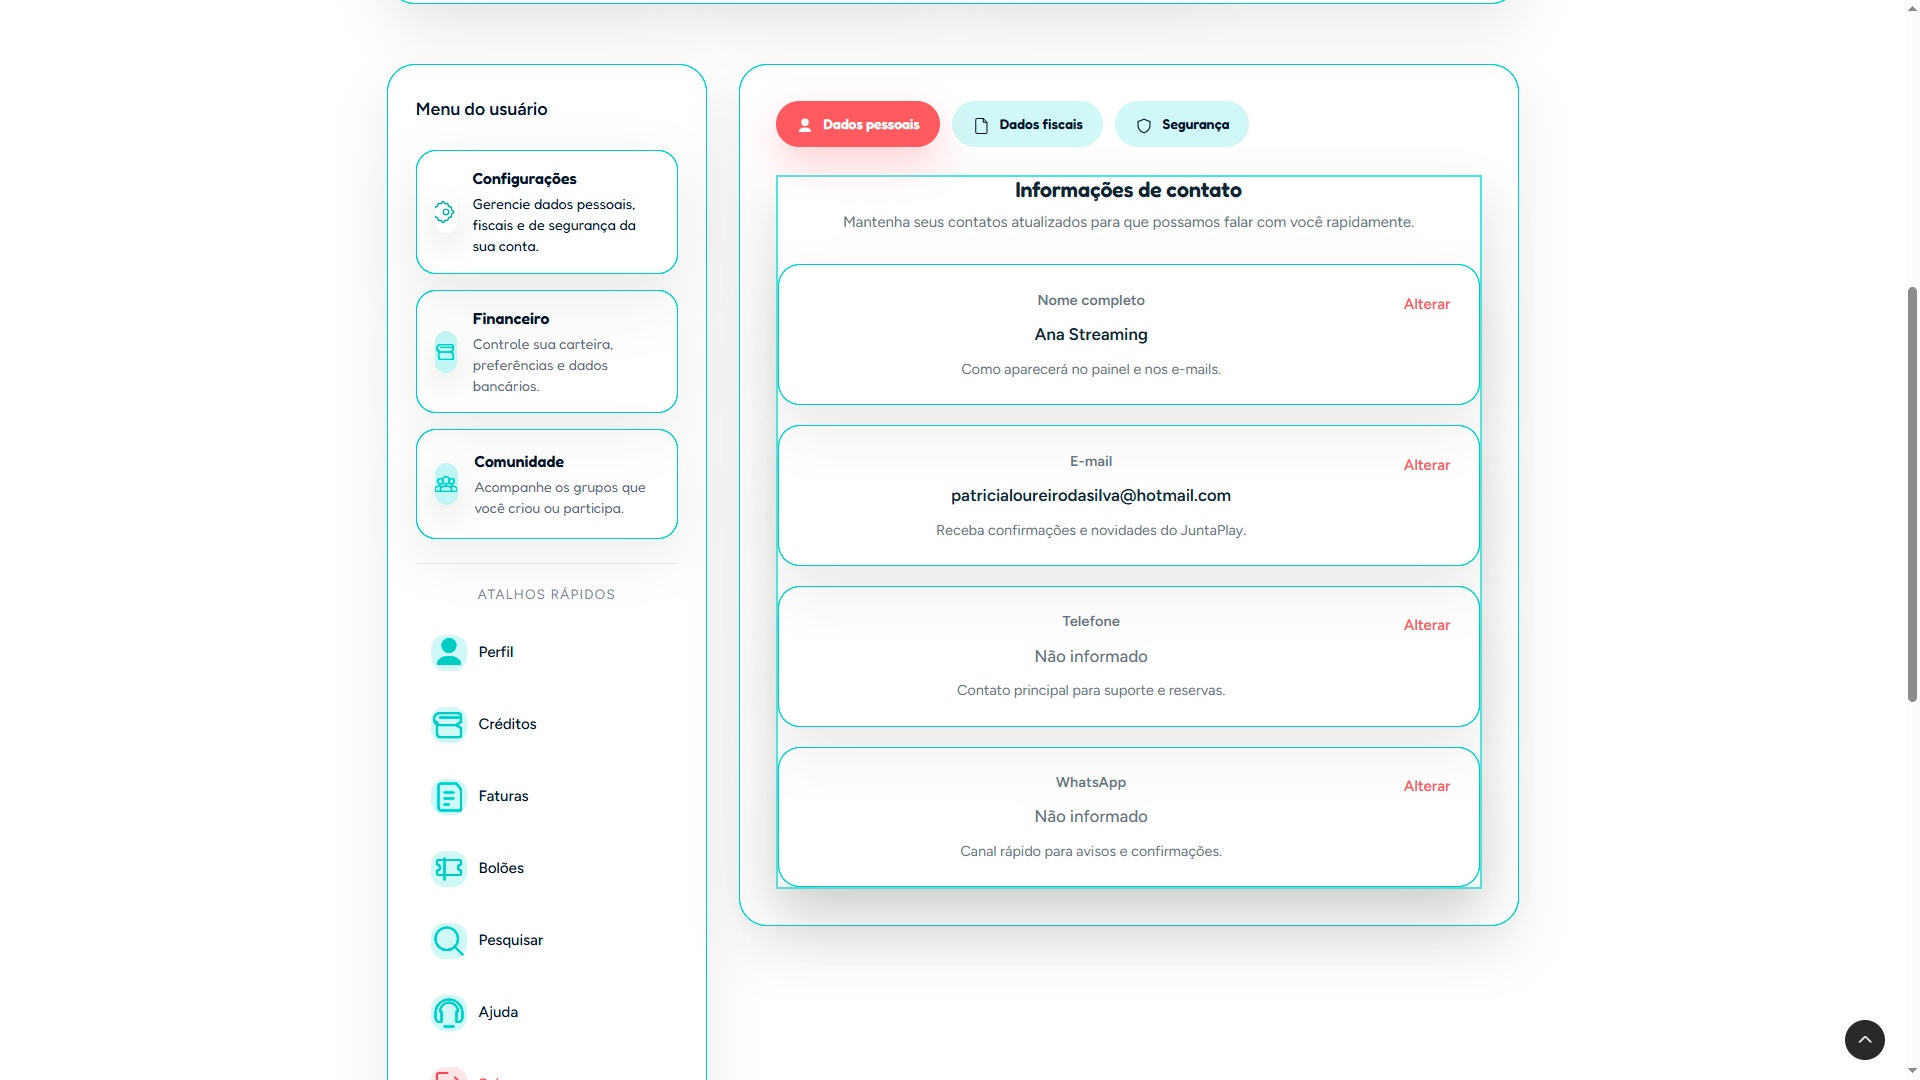 Menu do usuário
Configurações
Gerencie dados pessoais,
fiscais e de segurança da
sua conta.
Financeiro
Controle sua carteira,
preferências e dados
bancários.
Comunidade
Acompanhe os grupos que
você criou ou participa.
ATALHOS RÁPIDOS
Perfil
Créditos
Faturas
Bolões
Pesquisar
Ajuda
Dados pessoais
Dados fiscais
Segurança
Informações de contato
Mantenha seus contatos atualizados para que possamos falar com você rapidamente.
Nome completo
Alterar
Ana Streaming
Como aparecerá no painel e nos e-mails.
E-mail
Alterar
patricialoureirodasilva@hotmail.com
Receba confirmações e novidades do JuntaPlay.
Telefone
Alterar
Não informado
Contato principal para suporte e reservas.
WhatsApp
Alterar
Não informado
Canal rápido para avisos e confirmações.